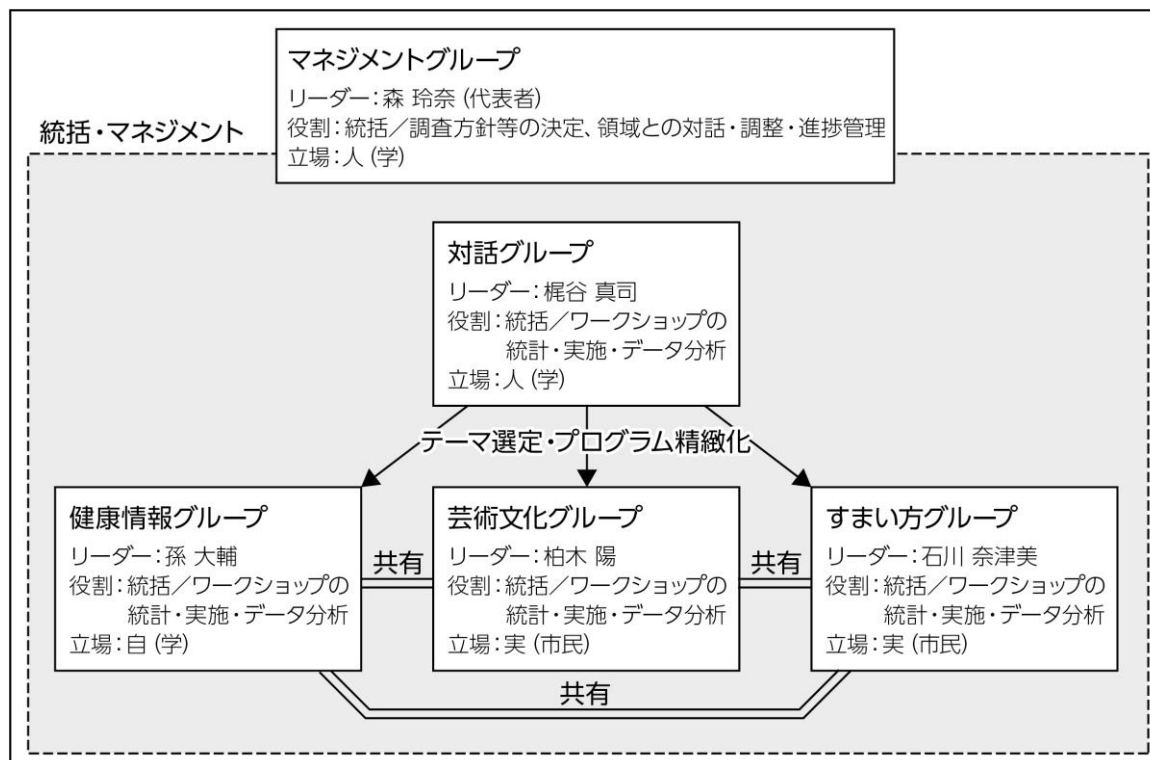 マネジメントグループ
リーダー：森 玲奈（代表者）
役割：統括／調査方針等の決定、領域との対話・調整・進捗管理
立場：人（学）
統括・マネジメント
対話グループ
リーダー：梶谷 真司
役割：統括／ワークショップの
統計・実施・データ分析
立場：人（学）
テーマ選定・プログラム精緻化
健康情報グループ
リーダー：孫 大輔
役割：統括／ワークショップの
統計・実施・データ分析
立場：自（学）
共有
芸術文化グループ
リーダー：柏木 陽
役割：統括／ワークショップの
統計・実施・データ分析
立場：実（市民）
共有
すまい方グループ
リーダー：石川 奈津美
役割：統括／ワークショップの
統計・実施・データ分析
立場：実（市民）
共有